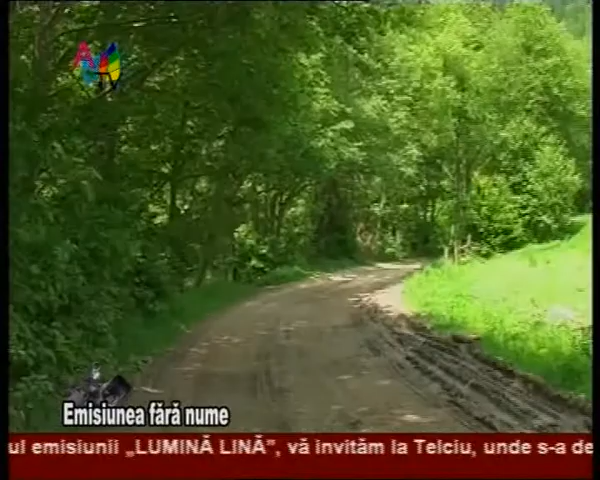 Emisiunea fără nume
ul emisiunii „LUMINĂ LINĂ”, vă invităm la Telciu, unde s-a de